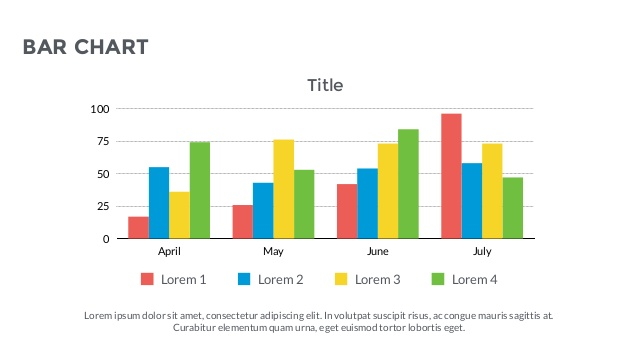 BAR CHART
Title
100
75
50
25
0
April May June July
Lorem 1 Lorem 2 Lorem 3 Lorem 4
Lorem ipsum dolor sit amet, consectetur adipiscing elit. In volutpat suscipit risus, ac congue mauris sagittis at.
Curabitur elementum quam urna, eget euismod tortor lobortis eget.